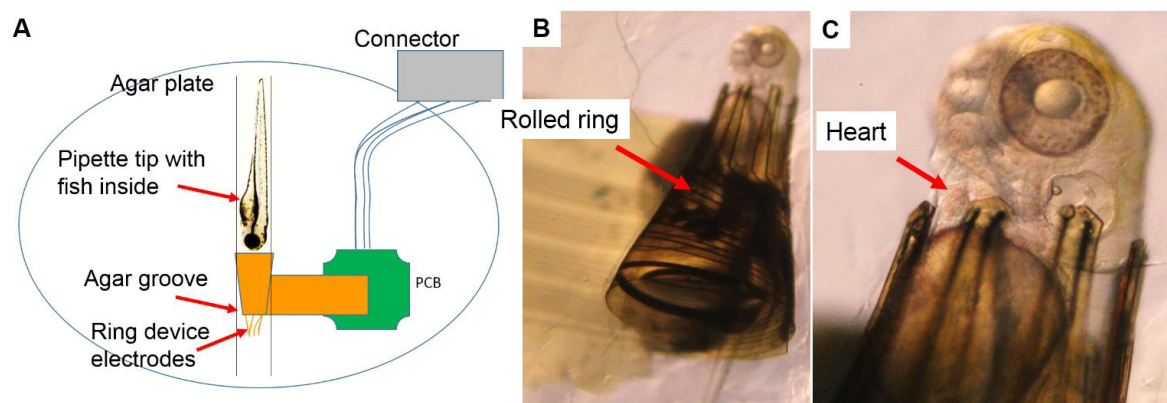 A
Connector
Agar plate
Pipette tip with
fish inside
Agar groove
PCB
Ring device
electrodes
B
Rolled ring
C
Heart